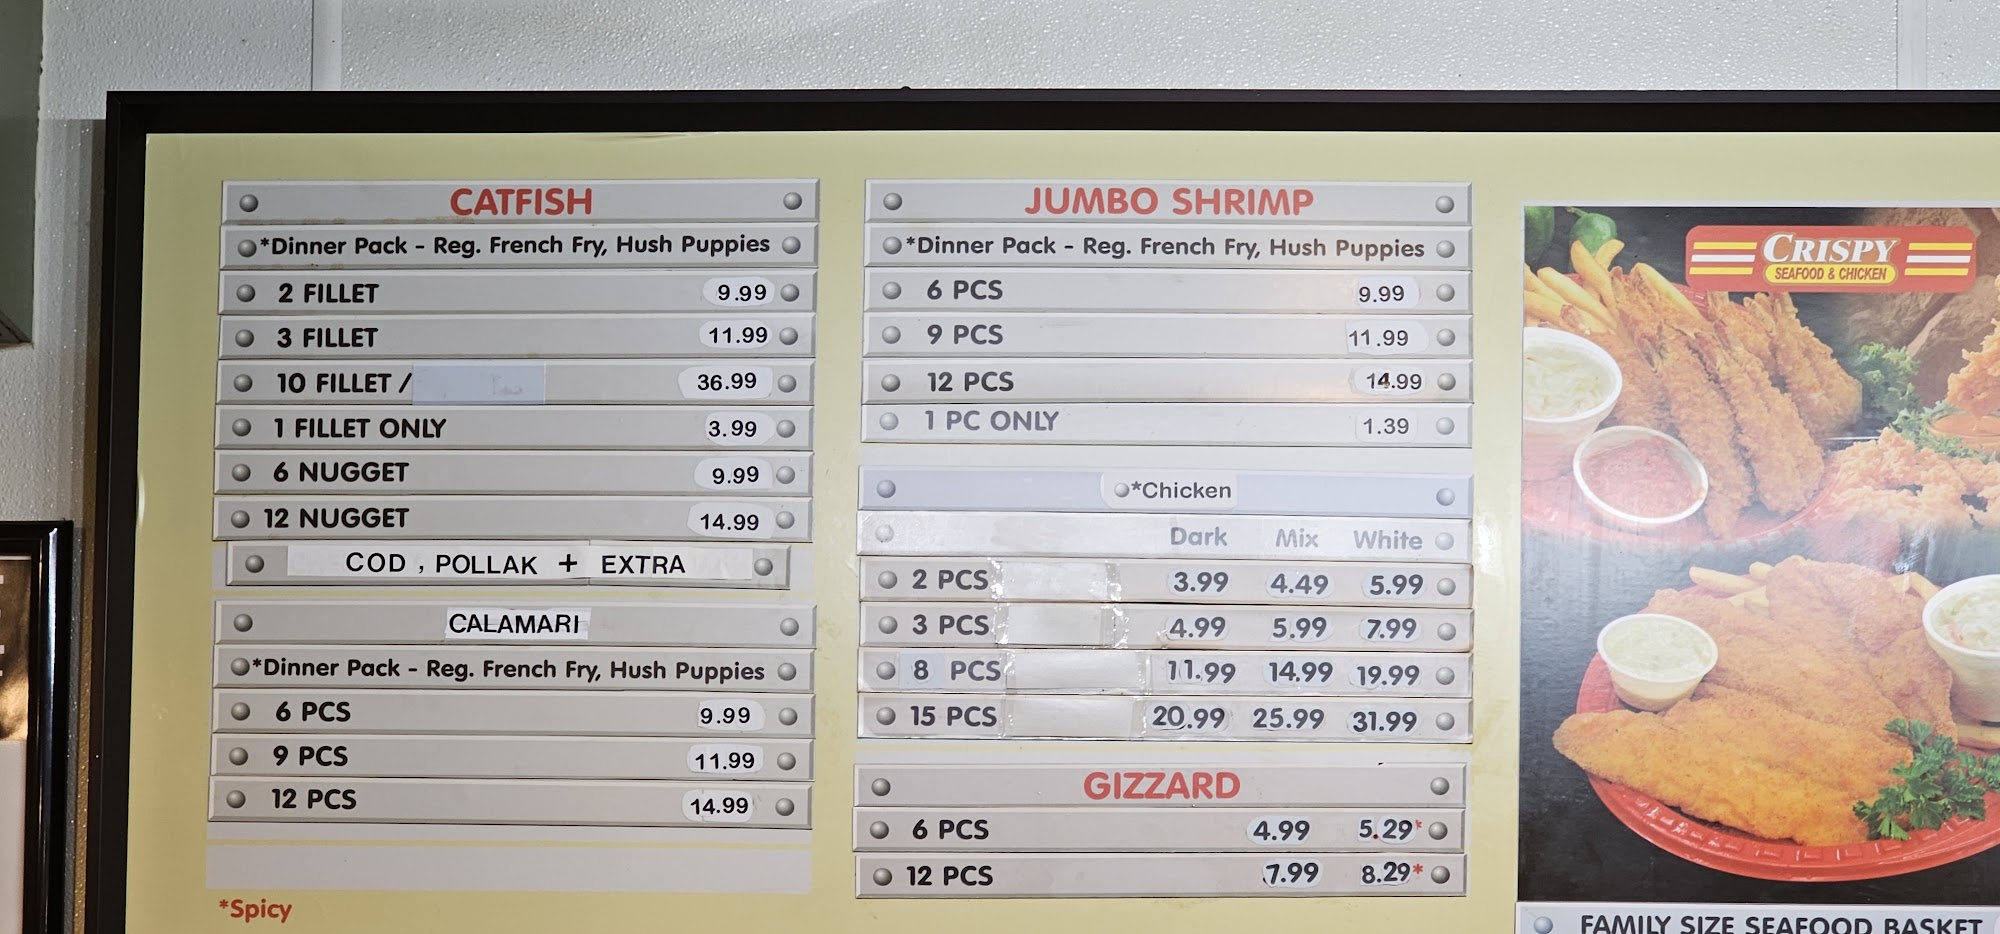 CATFISH
*Dinner Pack - Reg. French Fry, Hush Puppies
2 FILLET 9.99
3 FILLET 11.99
10 FILLET / 36.99
1 FILLET ONLY 3.99
6 NUGGET 9.99
12 NUGGET 14.99
COD , POLLAK + EXTRA
CALAMARI
*Dinner Pack - Reg. French Fry, Hush Puppies
6 PCS 9.99
9 PCS 11.99
12 PCS 14.99
*Spicy
JUMBO SHRIMP
*Dinner Pack - Reg. French Fry, Hush Puppies
6 PCS 9.99
9 PCS 11.99
12 PCS 14.99
1 PC ONLY 1.39
*Chicken
Dark Mix White
2 PCS 3.99 4.49 5.99
3 PCS 4.99 5.99 7.99
8 PCS 11.99 14.99 19.99
15 PCS 20.99 25.99 31.99
GIZZARD
6 PCS 4.99 5.29*
12 PCS 7.99 8.29*
CRISPY
SEAFOOD & CHICKEN
FAMILY SIZE SEAFOOD BASKET